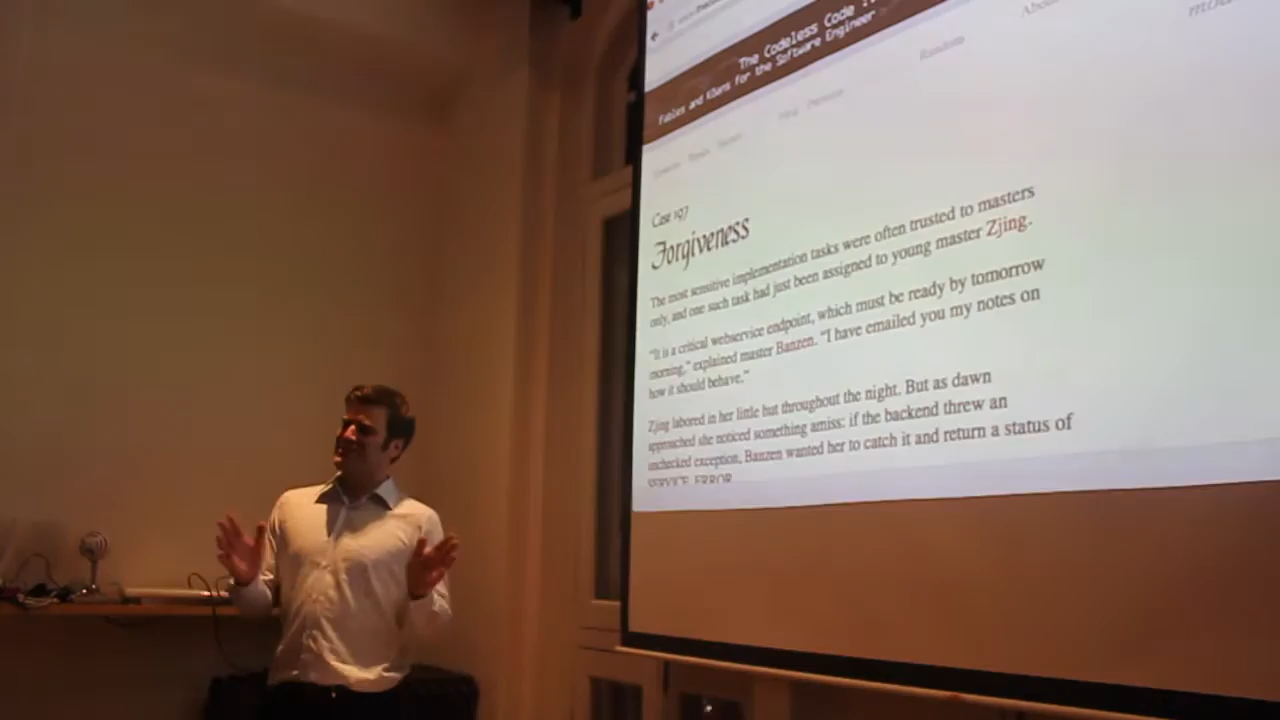 The Codeless Code
Fables and Kōans for the Software Engineer
Random
Case 197
Forgiveness
The most sensitive implementation tasks were often trusted to masters
only, and one such task had just been assigned to young master Zjing.
“It is a critical webservice endpoint, which must be ready by tomorrow
morning,” explained master Banzen. “I have emailed you my notes on
how it should behave.”
Zjing labored in her little hut throughout the night. But as dawn
approached she noticed something amiss: if the backend threw an
unchecked exception, Banzen wanted her to catch it and return a status of
SERVICE_ERROR